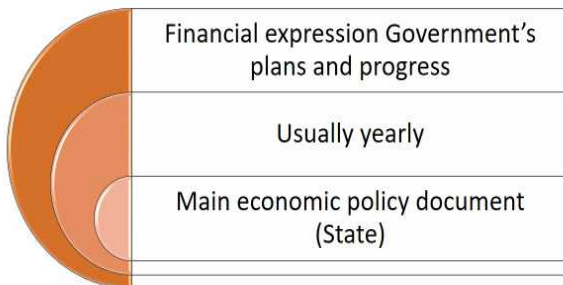 Financial expression Government's
plans and progress
Usually yearly
Main economic policy document
(State)